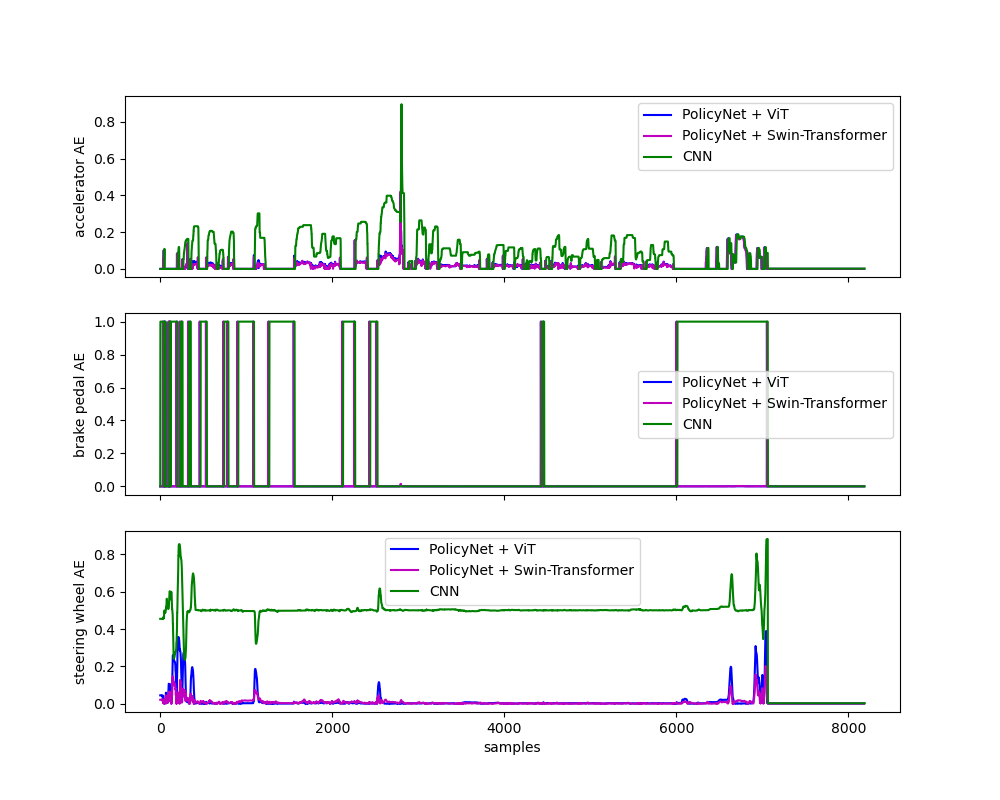 accelerator AE
0.8
0.6
0.4
0.2
0.0
PolicyNet + ViT
PolicyNet + Swin-Transformer
CNN
brake pedal AE
1.0
0.8
0.6
0.4
0.2
0.0
PolicyNet + ViT
PolicyNet + Swin-Transformer
CNN
steering wheel AE
0.8
0.6
0.4
0.2
0.0
PolicyNet + ViT
PolicyNet + Swin-Transformer
CNN
0 2000 4000 6000 8000
samples